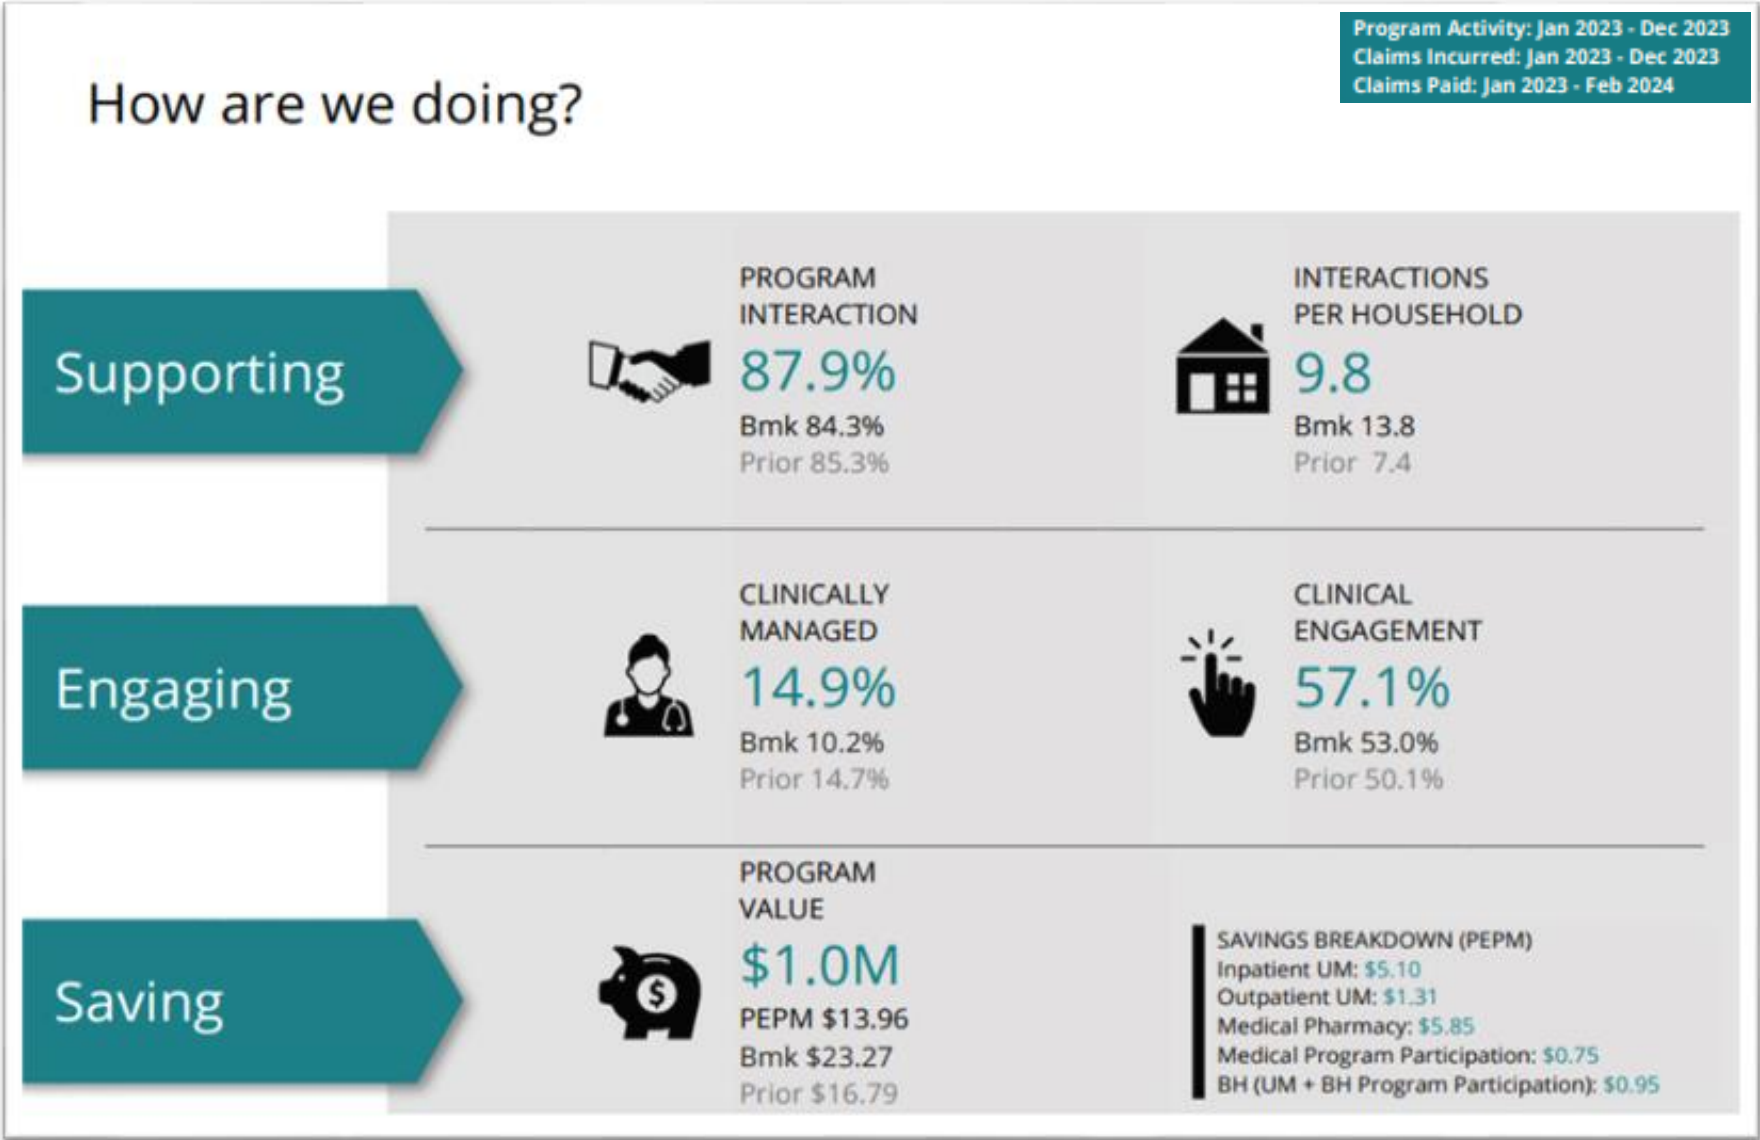 Program Activity: Jan 2023 - Dec 2023
Claims Incurred: Jan 2023 - Dec 2023
Claims Paid: Jan 2023 - Feb 2024
How are we doing?
Supporting
PROGRAM
INTERACTION
87.9%
Bmk 84.3%
Prior 85.3%
INTERACTIONS
PER HOUSEHOLD
9.8
Bmk 13.8
Prior 7.4
Engaging
CLINICALLY
MANAGED
14.9%
Bmk 10.2%
Prior 14.7%
CLINICAL
ENGAGEMENT
57.1%
Bmk 53.0%
Prior 50.1%
Saving
PROGRAM
VALUE
$1.0M
PEPM $13.96
Bmk $23.27
Prior $16.79
$
SAVINGS BREAKDOWN (PEPM)
Inpatient UM: $5.10
Outpatient UM: $1.31
Medical Pharmacy: $5.85
Medical Program Participation: $0.75
BH (UM + BH Program Participation): $0.95